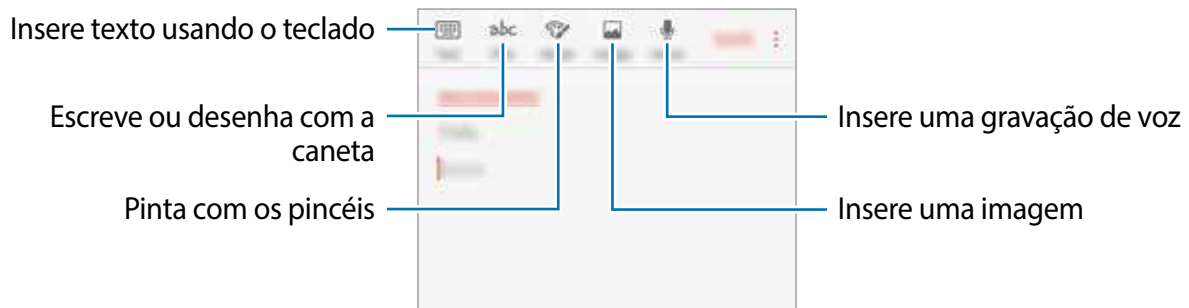 Insere texto usando o teclado
abc
Escreve ou desenha com a
caneta
Insere uma gravação de voz
Pinta com os pincéis
Insere uma imagem